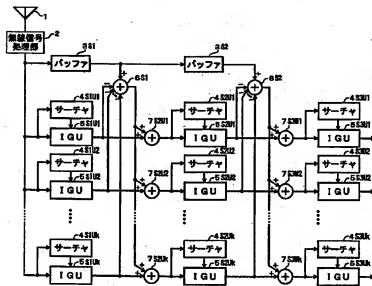 1
無線信号
処理部
2
3S1
3S2
バッファ
バッファ
6S1
6S2
4S1U1
4S2U1
4S3U1
サーチャ
サーチャ
サーチャ
5S1U1
7S2U1
5S2U1
7S3U1
5S3U1
IGU
IGU
IGU
4S1U2
4S2U2
4S3U2
サーチャ
サーチャ
サーチャ
5S1U2
7S2U2
5S2U2
7S3U2
5S3U2
IGU
IGU
IGU
4S1Uk
4S2Uk
4S3Uk
サーチャ
サーチャ
サーチャ
5S1Uk
7S2Uk
5S2Uk
7S3Uk
5S3Uk
IGU
IGU
IGU